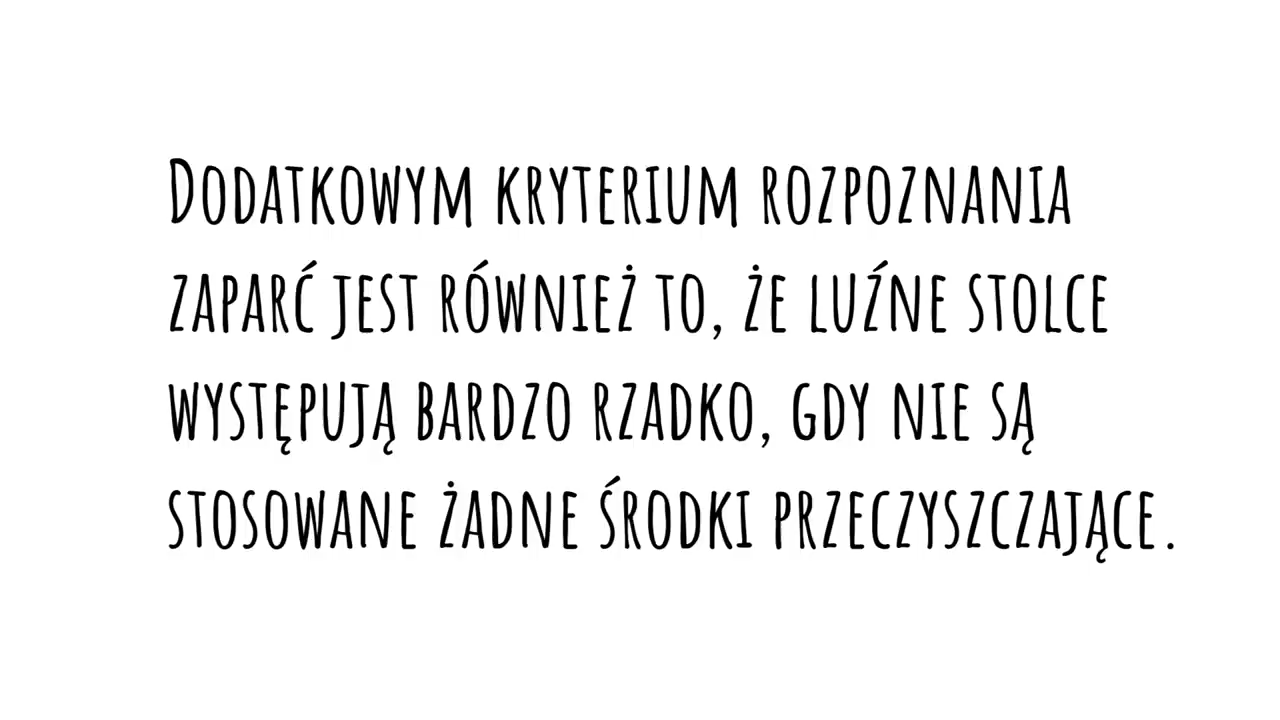 Dodatkowym kryterium rozpoznania
zaparć jest również to, że luźne stolce
występują bardzo rzadko, gdy nie są
stosowane żadne środki przeczyszczające.